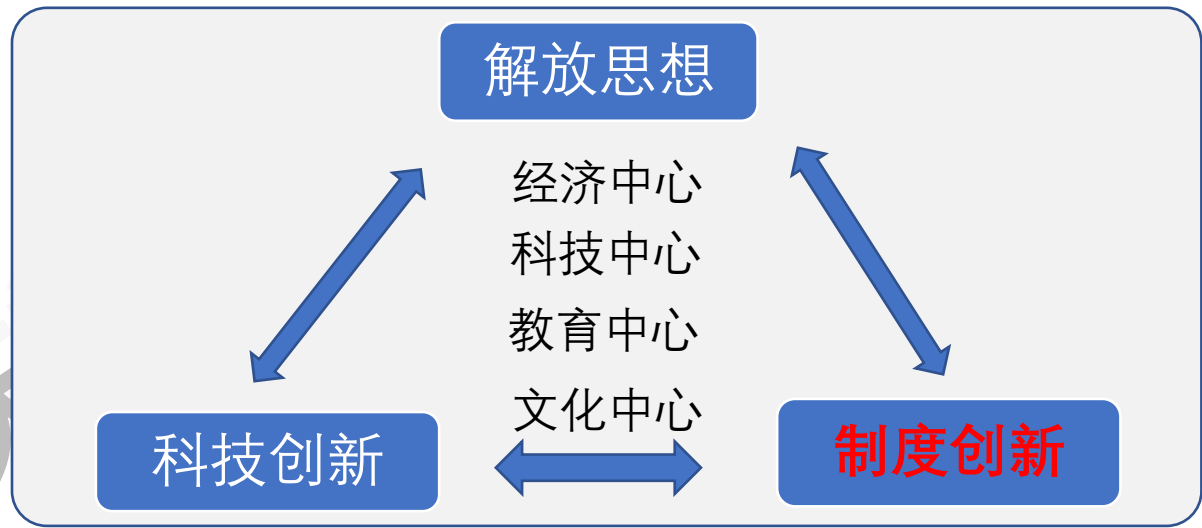 解放思想
经济中心
科技中心
教育中心
文化中心
科技创新
制度创新